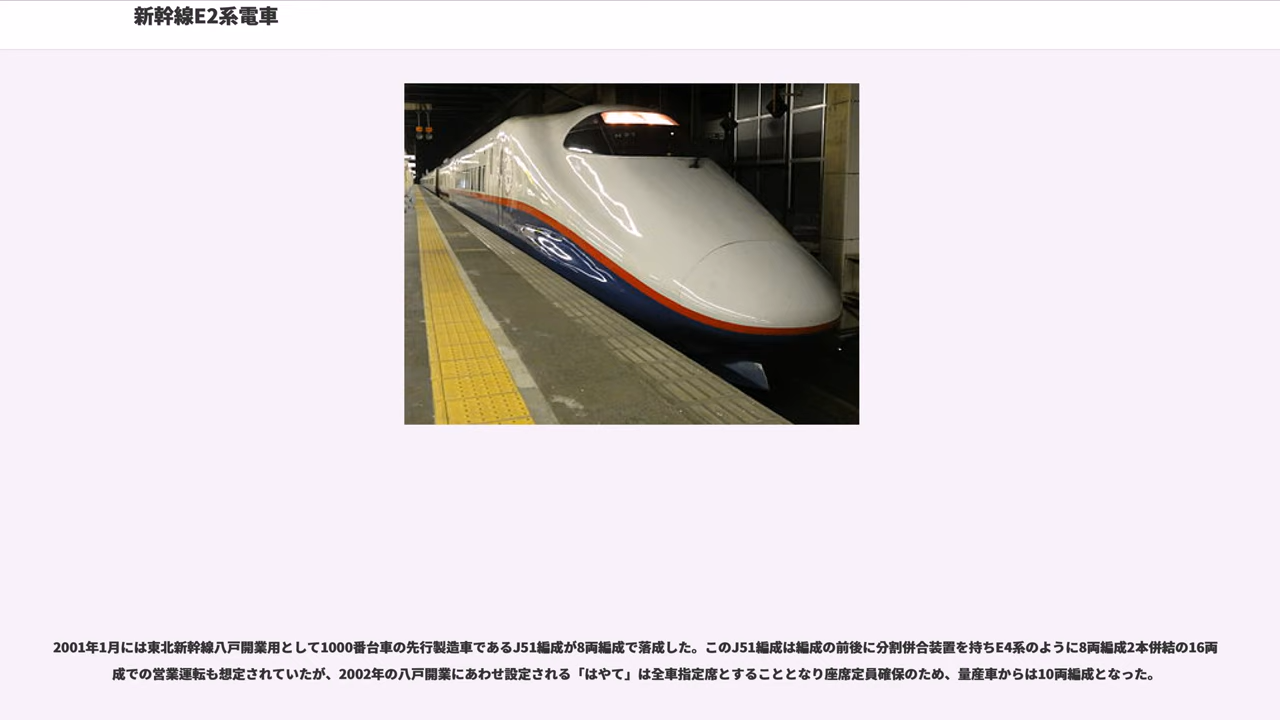 新幹線E2系電車
2001年1月には東北新幹線八戸開業用として1000番台車の先行製造車であるJ51編成が8両編成で落成した。このJ51編成は編成の前後に分割併合装置を持ちE4系のように8両編成2本併結の16両
成での営業運転も想定されていたが、2002年の八戸開業にあわせ設定される「はやて」は全車指定席とすることとなり座席定員確保のため、量産車からは10両編成となった。